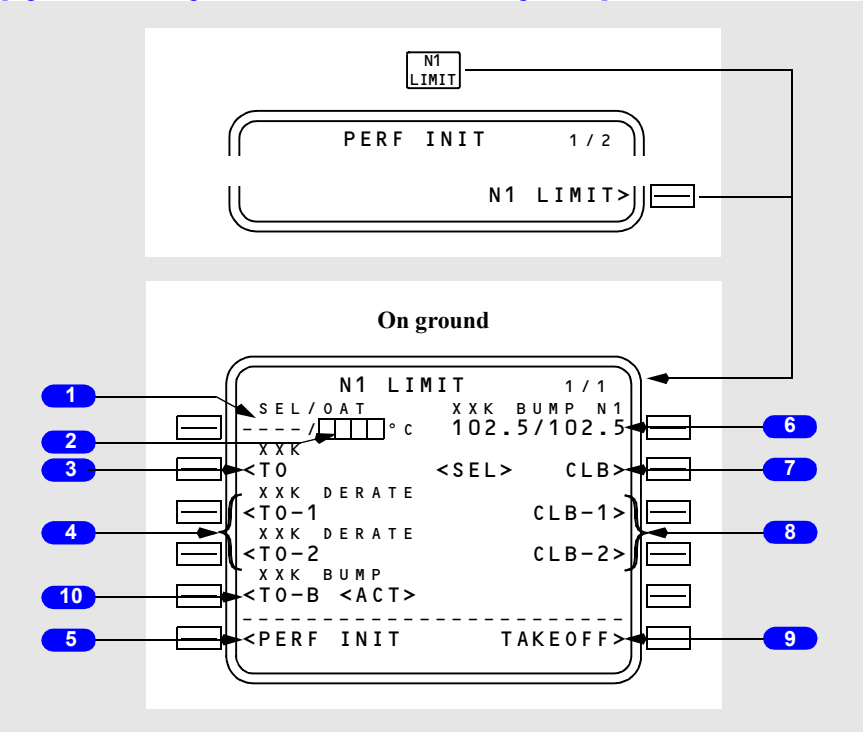 N1
LIMIT
PERF INIT 1/2
N1 LIMIT>
On ground
N1 LIMIT 1/1
1 SEL/OAT XXK BUMP N1
2 ----/ °C 102.5/102.5 6
XXK
3 <TO <SEL> CLB> 7
XXK DERATE
<TO-1 CLB-1>
4 XXK DERATE 8
<TO-2 CLB-2>
XXK BUMP
10 <TO-B <ACT>
------------------------
5 <PERF INIT TAKEOFF> 9